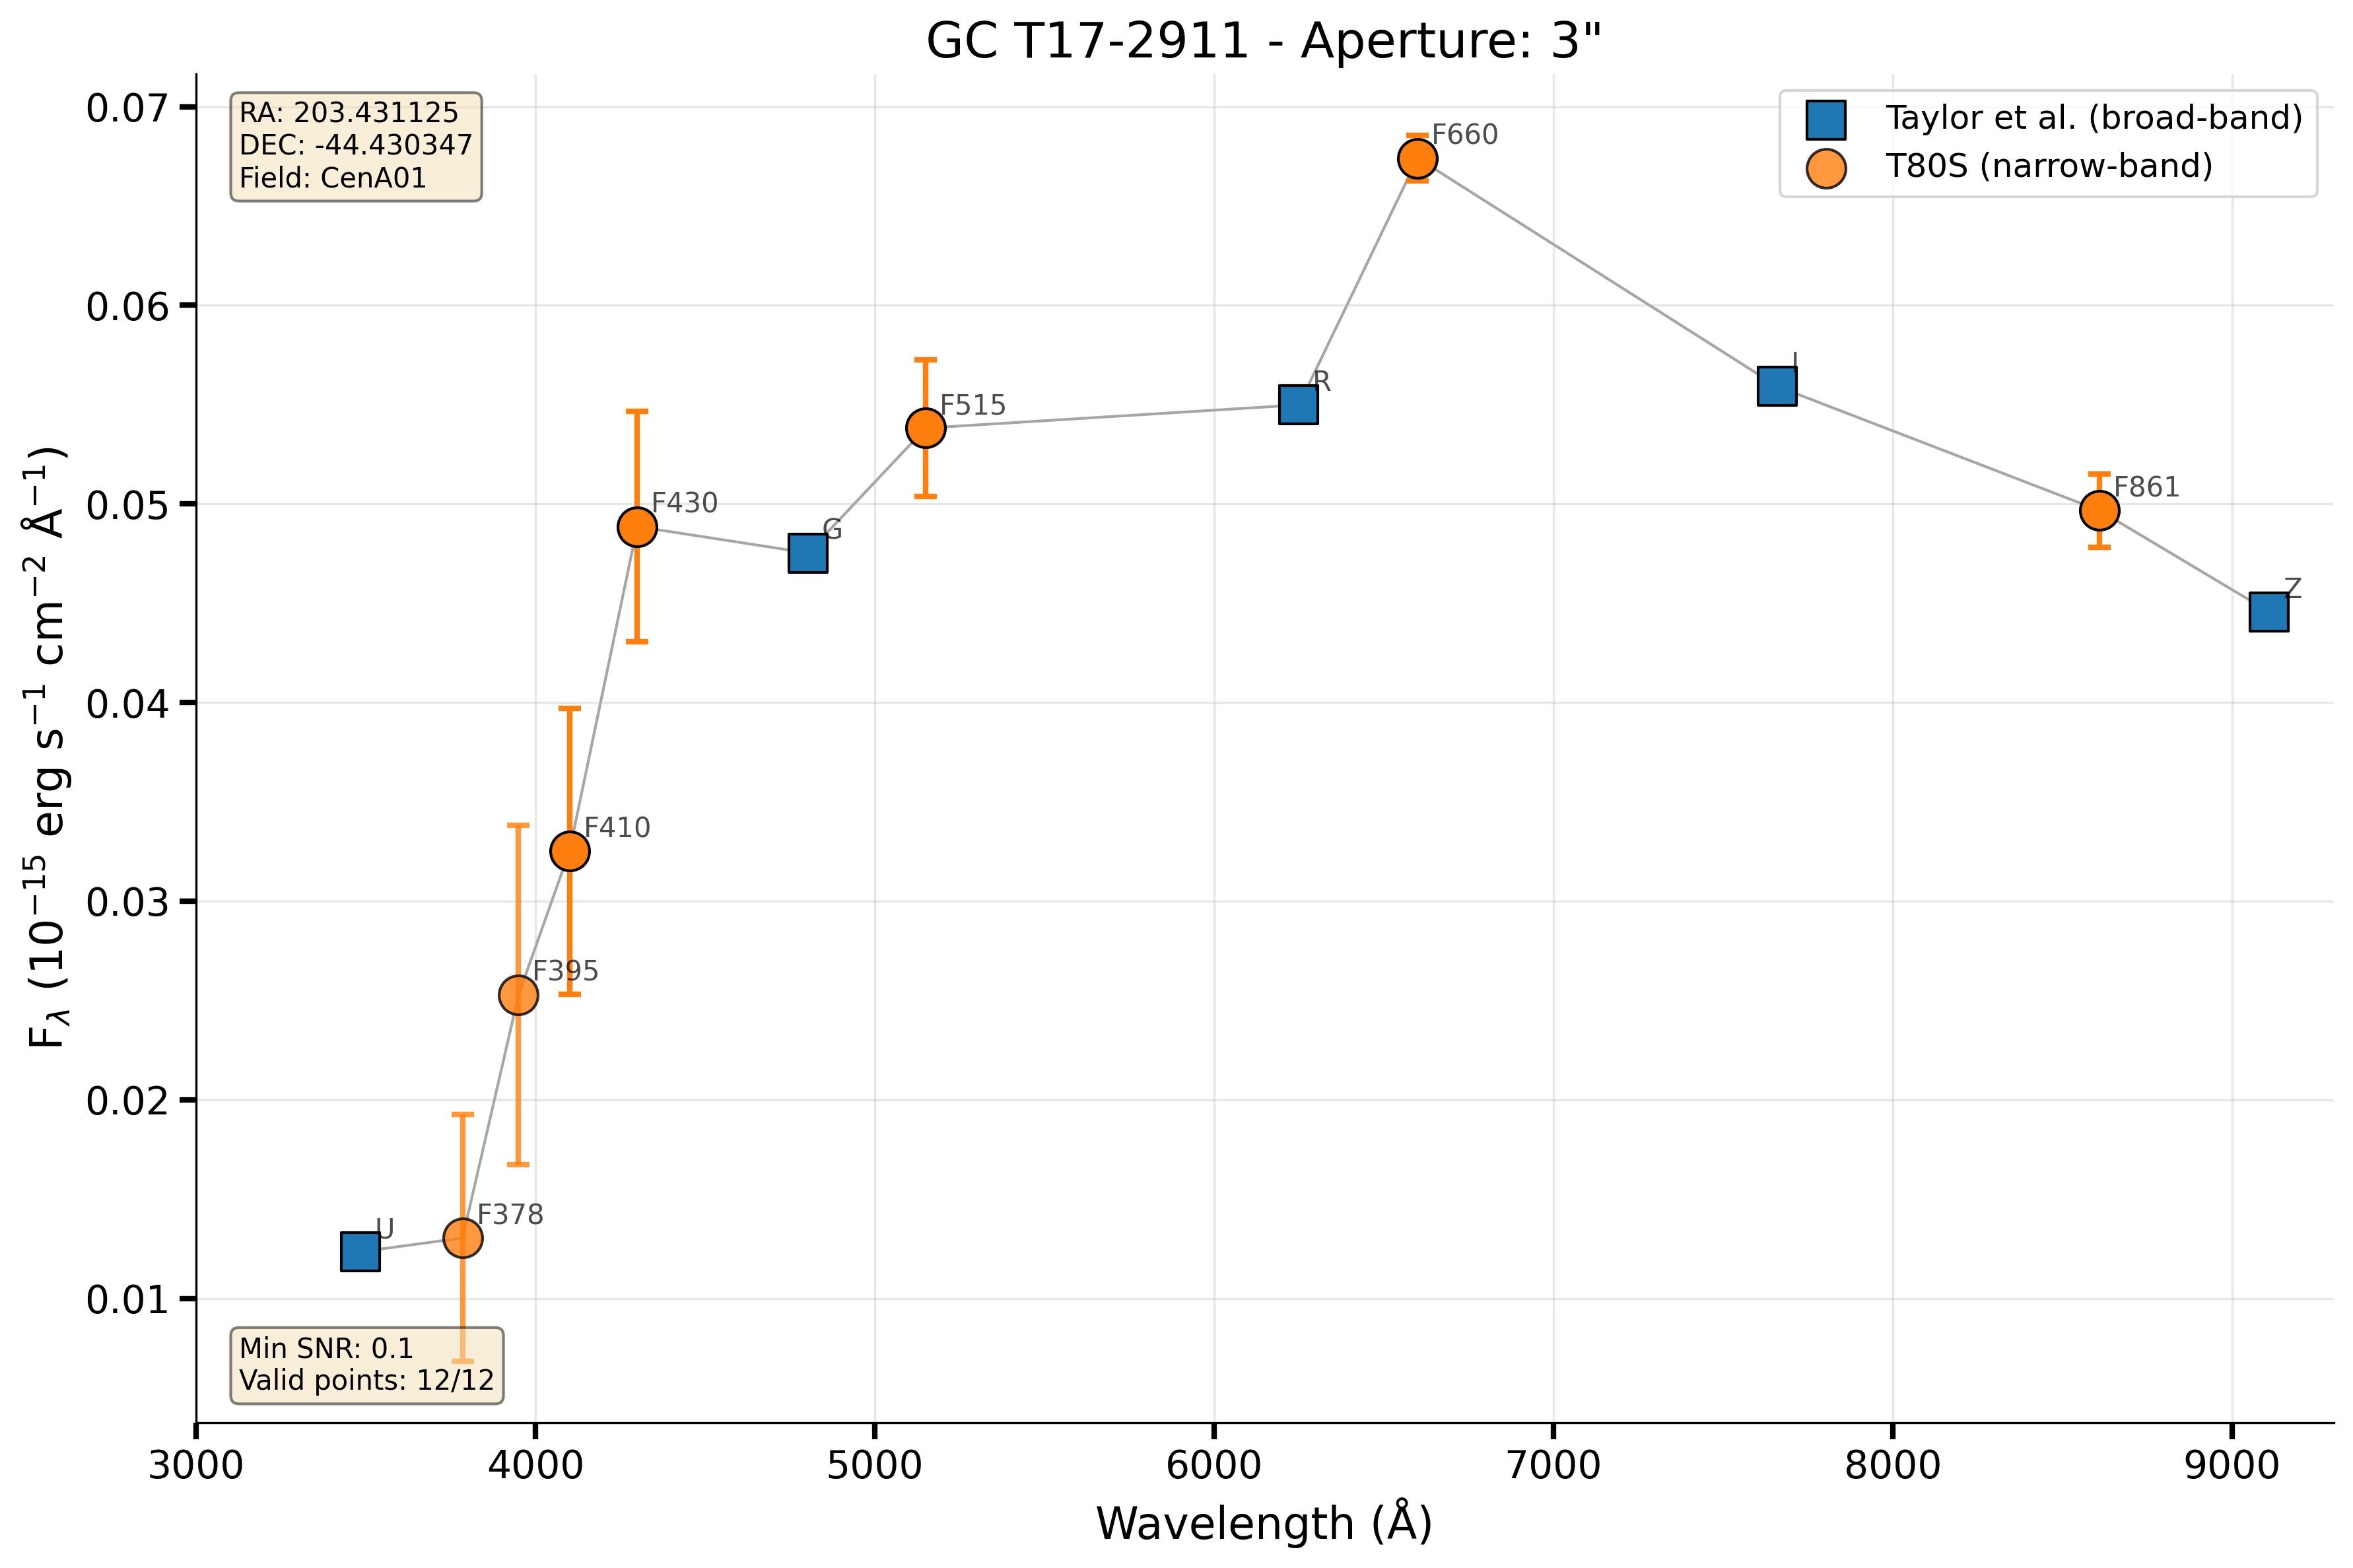 GC T17-2911 - Aperture: 3"
RA: 203.431125
DEC: -44.430347
Field: CenA01
Taylor et al. (broad-band)
T80S (narrow-band)
F660
I
R
F515
F430
G
F861
Z
F410
F395
F378
U
Min SNR: 0.1
Valid points: 12/12
0.07
0.06
0.05
0.04
0.03
0.02
0.01
F_λ (10⁻¹⁵ erg s⁻¹ cm⁻² Å⁻¹)
3000 4000 5000 6000 7000 8000 9000
Wavelength (Å)